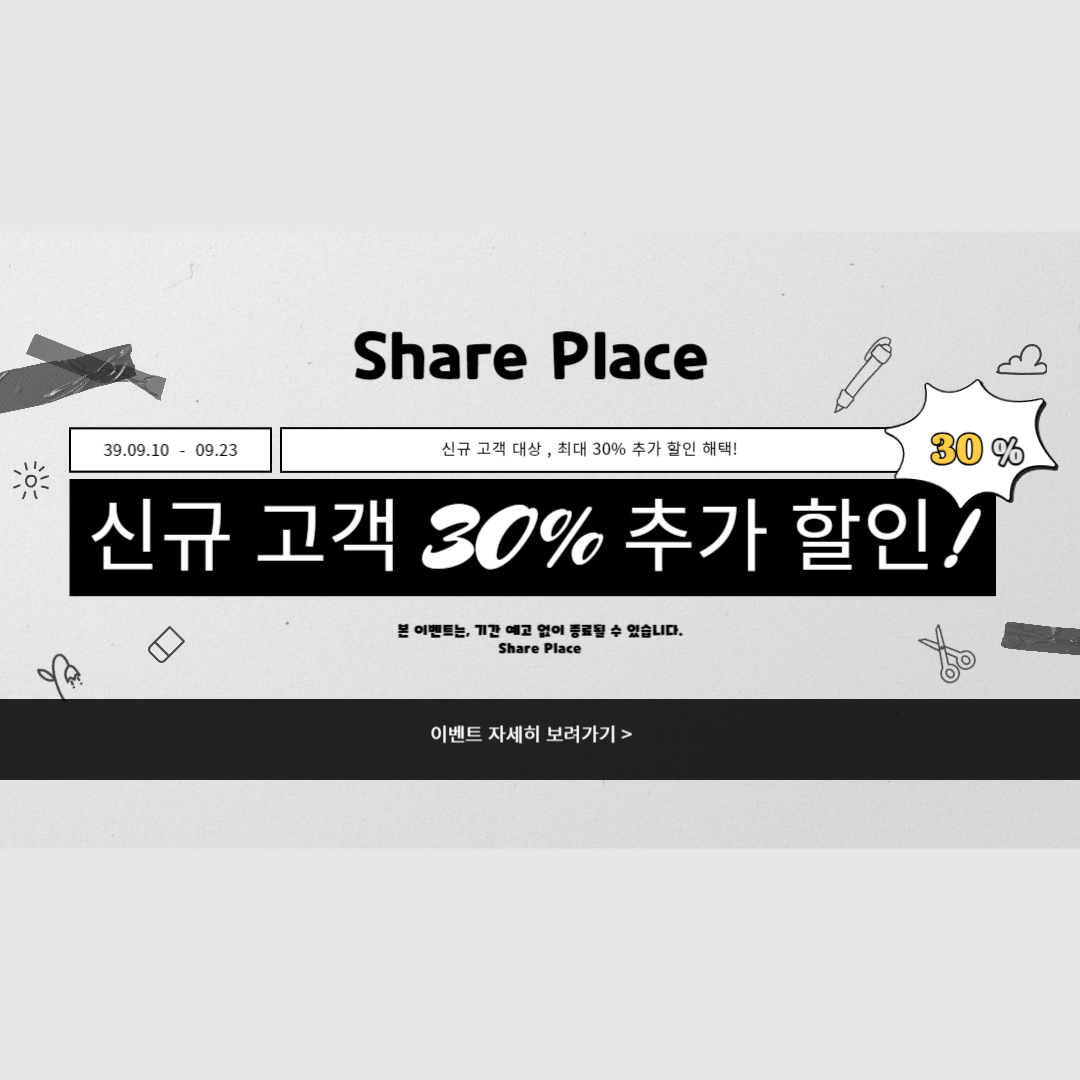 Share Place
39.09.10 - 09.23
신규 고객 대상 , 최대 30% 추가 할인 해택!
30 %
신규 고객 30% 추가 할인!
본 이벤트는, 기간 예고 없이 종료될 수 있습니다.
Share Place
이벤트 자세히 보려가기 >